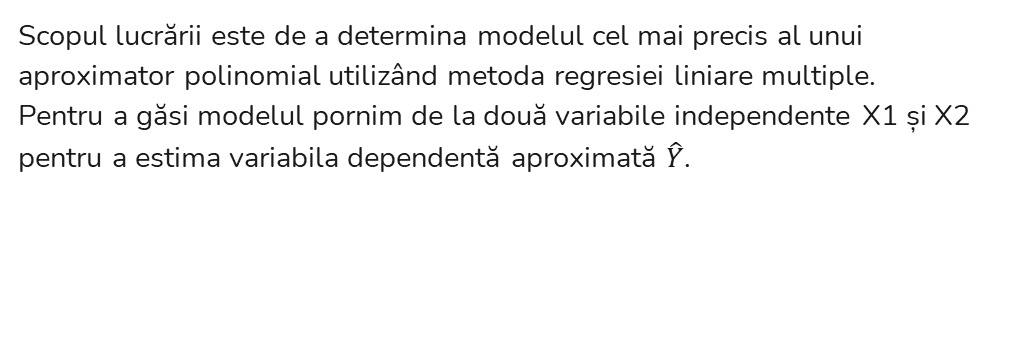 Scopul lucrării este de a determina modelul cel mai precis al unui
aproximator polinomial utilizând metoda regresiei liniare multiple.
Pentru a găsi modelul pornim de la două variabile independente X1 și X2
pentru a estima variabila dependentă aproximată Ŷ.